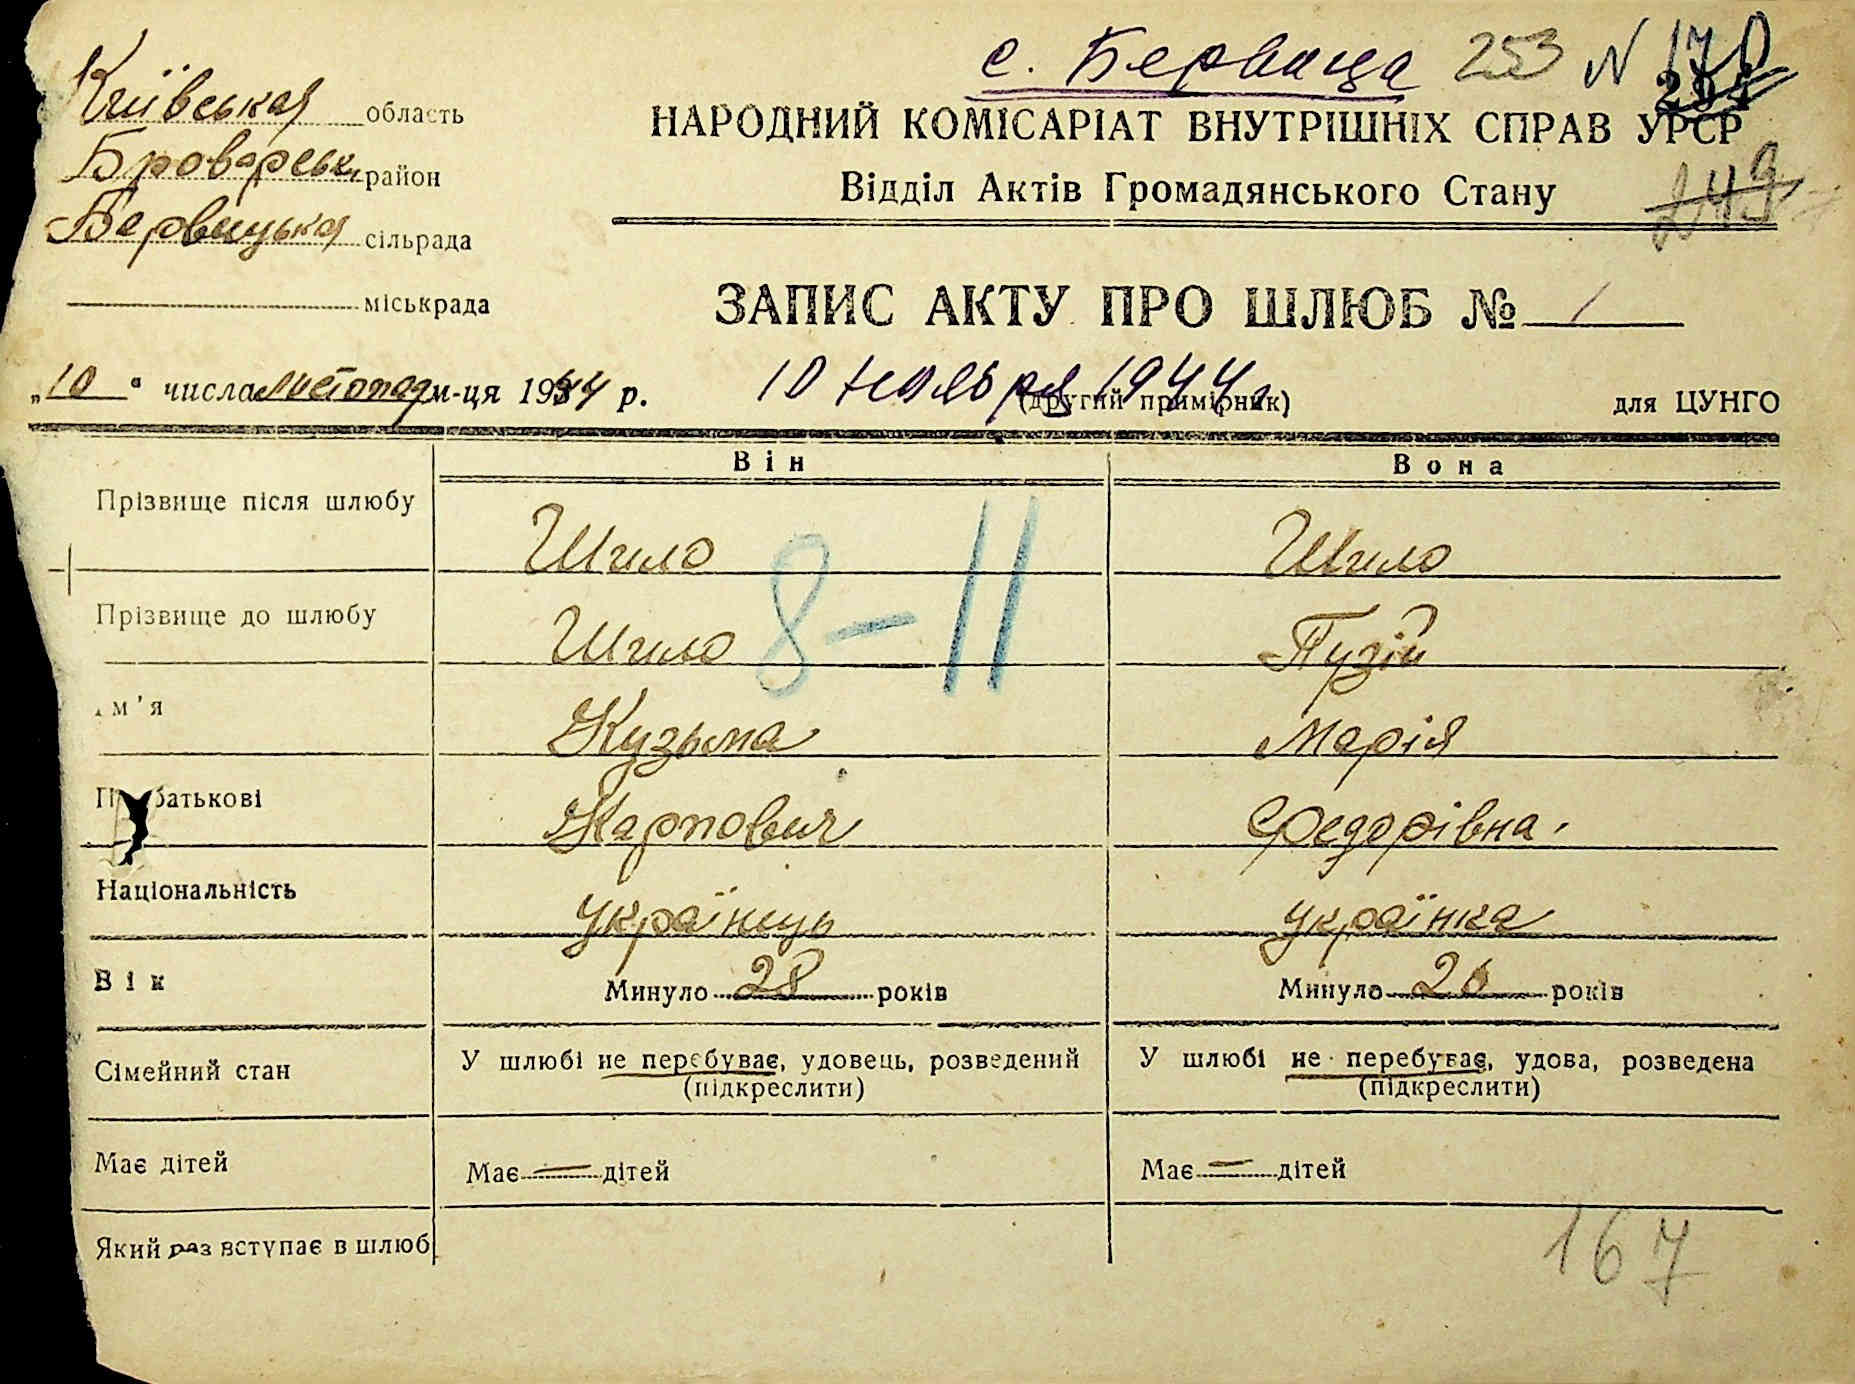 с. Бервица 253 N 170
Київська область
НАРОДНИЙ КОМІСАРІАТ ВНУТРІШНІХ СПРАВ УРСР
Броварськ. район
Відділ Актів Громадянського Стану 249
Бервицька сільрада
міськрада
ЗАПИС АКТУ ПРО ШЛЮБ № 1
„10“ числа листопад м-ця 1944 р. 10 ноября 1944 г
(другий примірник) для ЦУНГО
Він Вона
Прізвище після шлюбу Шило Шило
8-11
Прізвище до шлюбу Шило Пузій
Ім'я Кузьма Марія
По батькові Карпович Федорівна
Національність українець українка
Вік Минуло 28 років Минуло 26 років
Сімейний стан У шлюбі не перебуває, удовець, розведений У шлюбі не перебуває, удова, розведена
(підкреслити) (підкреслити)
Має дітей Має — дітей Має — дітей
Який раз вступає в шлюб
167